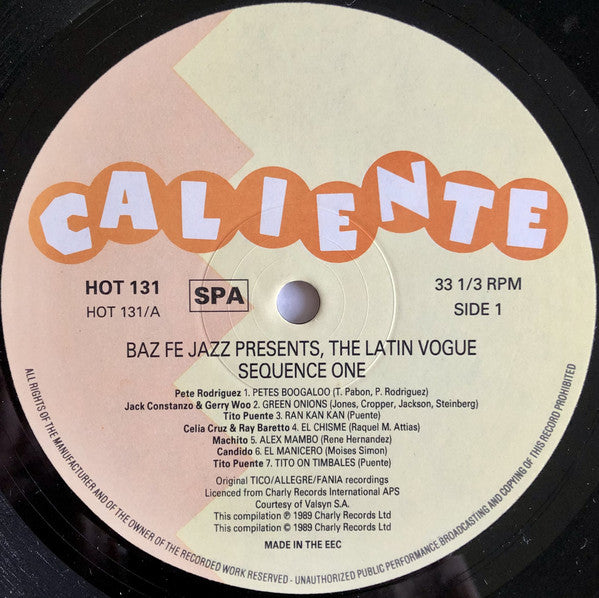 CALIENTE
HOT 131
HOT 131/A
SPA
33 1/3 RPM
SIDE 1
BAZ FE JAZZ PRESENTS, THE LATIN VOGUE
SEQUENCE ONE
Pete Rodriguez 1. PETES BOOGALOO (T. Pabon, P. Rodriguez)
Jack Constanzo & Gerry Woo 2. GREEN ONIONS (Jones, Cropper, Jackson, Steinberg)
Tito Puente 3. RAN KAN KAN (Puente)
Celia Cruz & Ray Baretto 4. EL CHISME (Raquel M. Attias)
Machito 5. ALEX MAMBO (Rene Hernandez)
Candido 6. EL MANICERO (Moises Simon)
Tito Puente 7. TITO ON TIMBALES (Puente)
Original TICO/ALLEGRE/FANIA recordings
Licenced from Charly Records International APS
Courtesy of Valsyn S.A.
This compilation ℗ 1989 Charly Records Ltd
This compilation © 1989 Charly Records Ltd
MADE IN THE EEC
ALL RIGHTS OF THE MANUFACTURER AND OF THE OWNER OF THE RECORDED WORK RESERVED - UNAUTHORIZED PUBLIC PERFORMANCE BROADCASTING AND COPYING OF THIS RECORD PROHIBITED